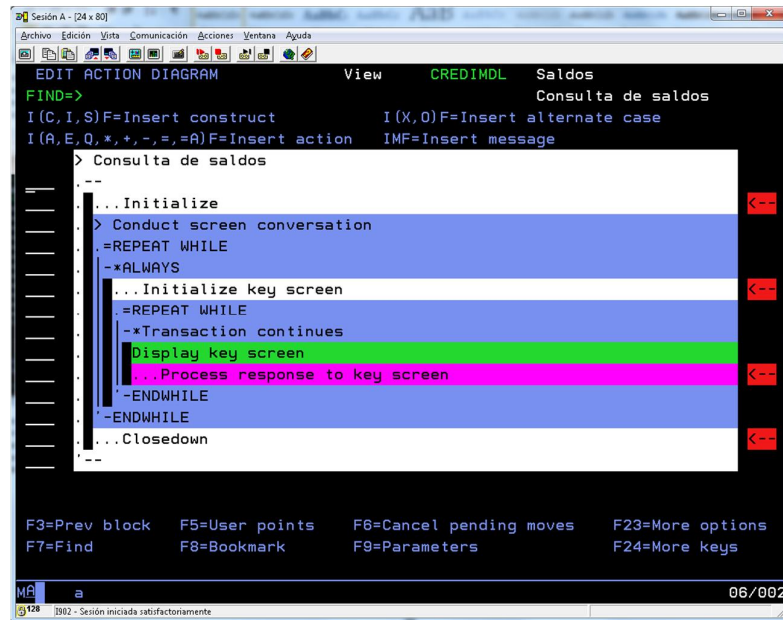 Sesión A - [24 x 80]
Archivo Edición Vista Comunicación Acciones Ventana Ayuda
EDIT ACTION DIAGRAM View CREDIMDL Saldos
FIND=> Consulta de saldos
I(C,I,S)F=Insert construct I(X,O)F=Insert alternate case
I(A,E,Q,*,+,-,=,=A)F=Insert action IMF=Insert message
> Consulta de saldos
.--
. ...Initialize <--
. > Conduct screen conversation
. .=REPEAT WHILE
. |-*ALWAYS
. | ...Initialize key screen <--
. | .=REPEAT WHILE
. | |-*Transaction continues
. | | Display key screen
. | | ...Process response to key screen <--
. | '-ENDWHILE
. '-ENDWHILE
. ...Closedown <--
'--
F3=Prev block F5=User points F6=Cancel pending moves F23=More options
F7=Find F8=Bookmark F9=Parameters F24=More keys
MA a 06/002
128 I902 - Sesión iniciada satisfactoriamente